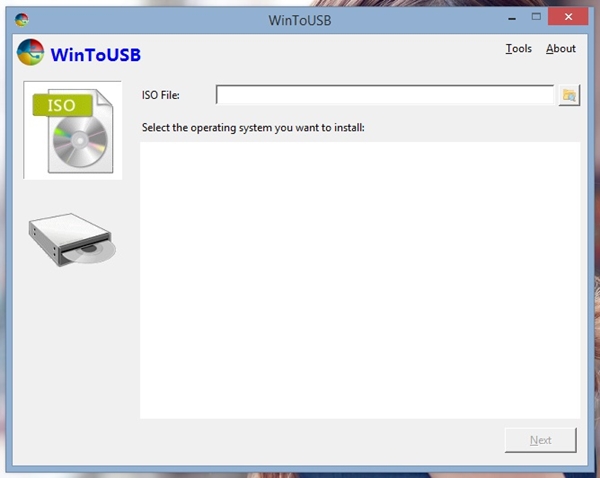 WinToUSB
WinToUSB
Tools About
ISO
ISO File:
Select the operating system you want to install:
Next